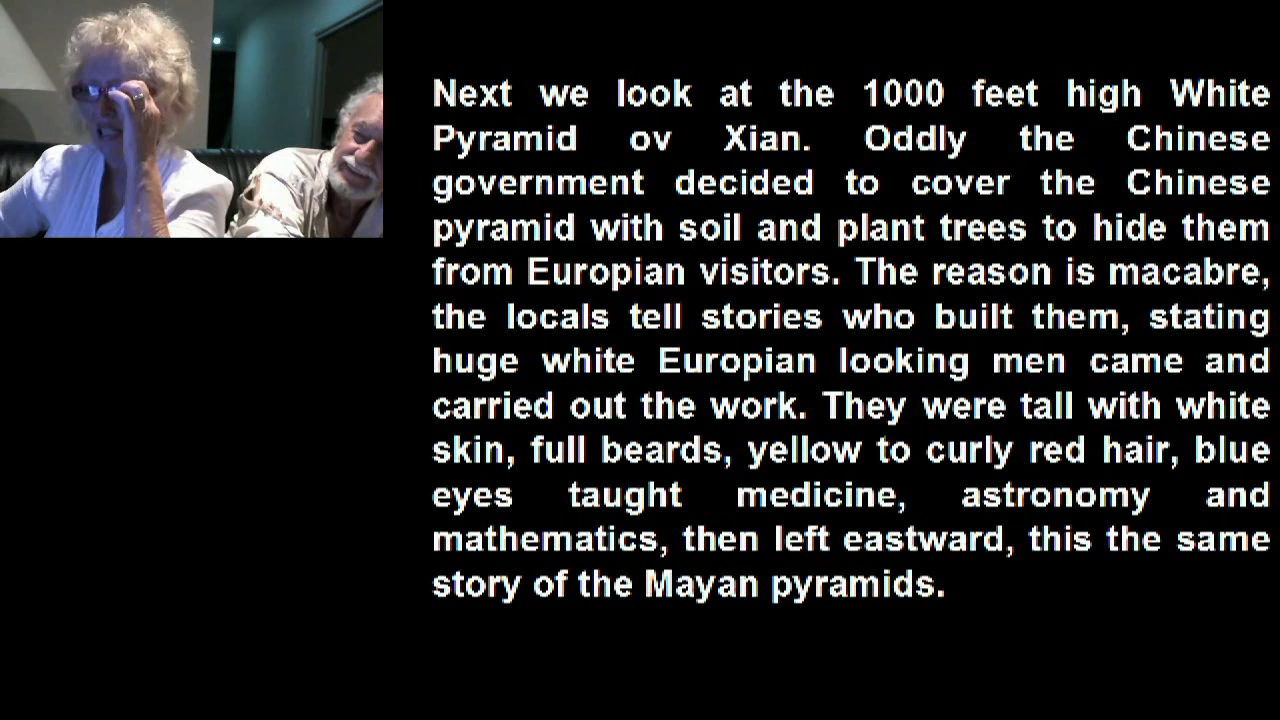 Next we look at the 1000 feet high White
Pyramid ov Xian. Oddly the Chinese
government decided to cover the Chinese
pyramid with soil and plant trees to hide them
from Europian visitors. The reason is macabre,
the locals tell stories who built them, stating
huge white Europian looking men came and
carried out the work. They were tall with white
skin, full beards, yellow to curly red hair, blue
eyes taught medicine, astronomy and
mathematics, then left eastward, this the same
story of the Mayan pyramids.